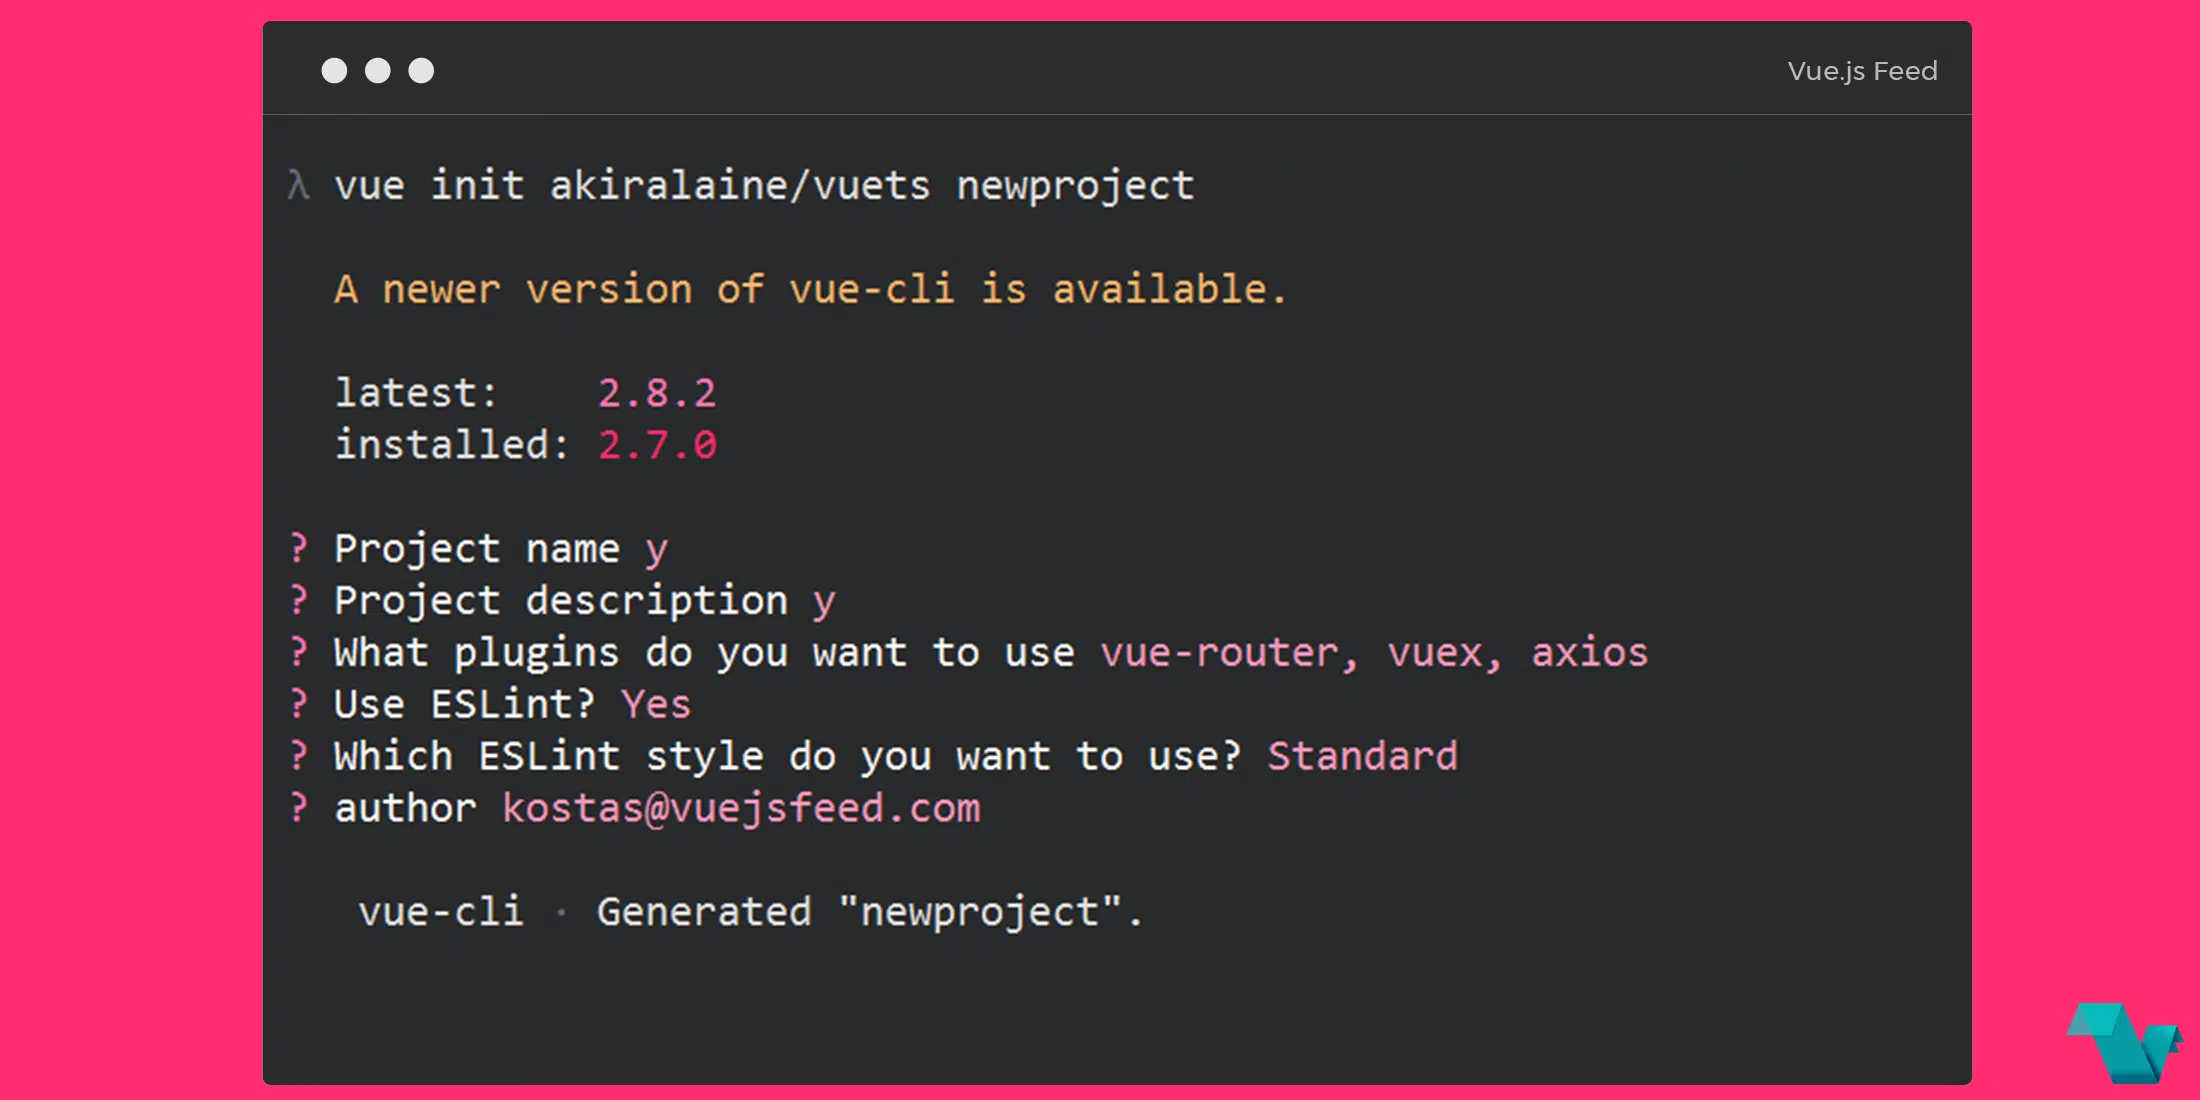 Vue.js Feed
λ vue init akiralaine/vuets newproject
A newer version of vue-cli is available.
latest: 2.8.2
installed: 2.7.0
? Project name y
? Project description y
? What plugins do you want to use vue-router, vuex, axios
? Use ESLint? Yes
? Which ESLint style do you want to use? Standard
? author kostas@vuejsfeed.com
vue-cli · Generated "newproject".